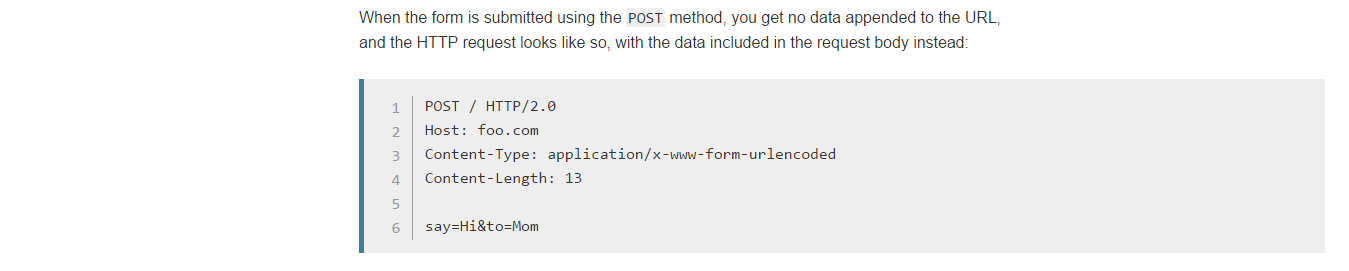 When the form is submitted using the POST method, you get no data appended to the URL,
and the HTTP request looks like so, with the data included in the request body instead:
1 POST / HTTP/2.0
2 Host: foo.com
3 Content-Type: application/x-www-form-urlencoded
4 Content-Length: 13
5
6 say=Hi&to=Mom